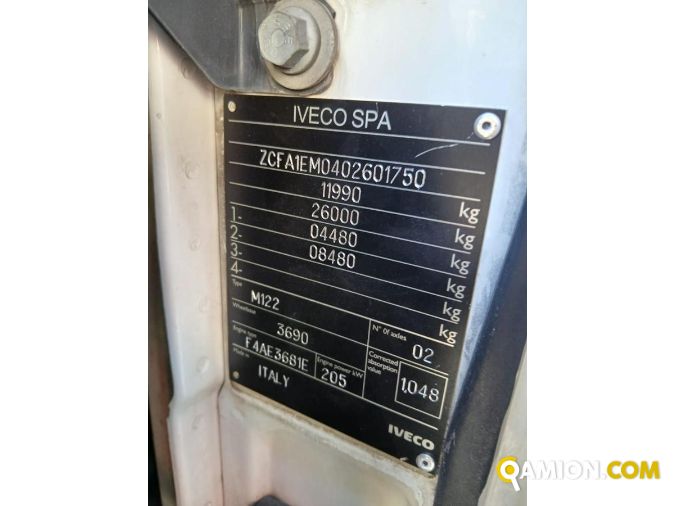 IVECO SPA
ZCFA1EM0402601750
11990 kg
1- 26000 kg
2- 04480 kg
3- 08480 kg
4- kg
Type M122
N° Of axles 02
Wheelbase 3690
Engine type F4AE3681E
Engine power kW 205
Corrected absorption value 1,048
Made in ITALY
IVECO
QAMION.COM